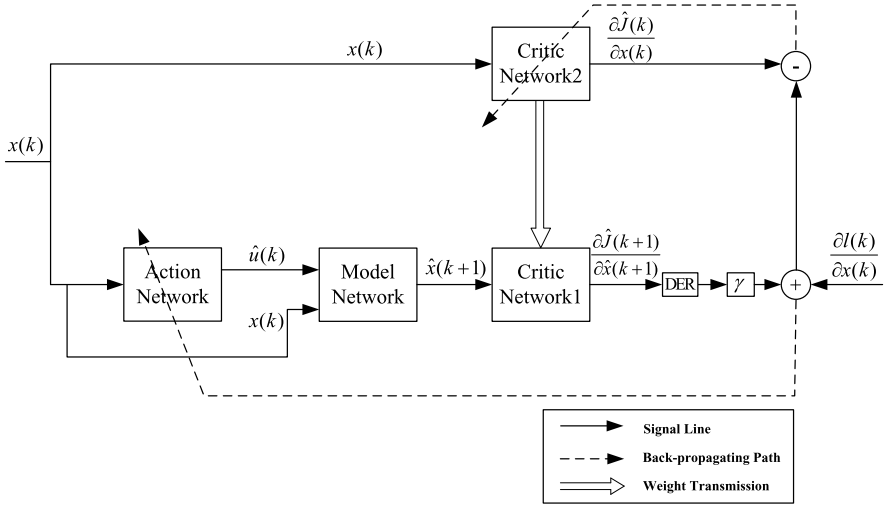 x(k)
Critic
Network2
∂Ĵ(k)
∂x(k)
-
x(k)
Action
Network
û(k)
x(k)
Model
Network
x̂(k+1)
Critic
Network1
∂Ĵ(k+1)
∂x̂(k+1)
DER
γ
+
∂l(k)
∂x(k)
Signal Line
Back-propagating Path
Weight Transmission